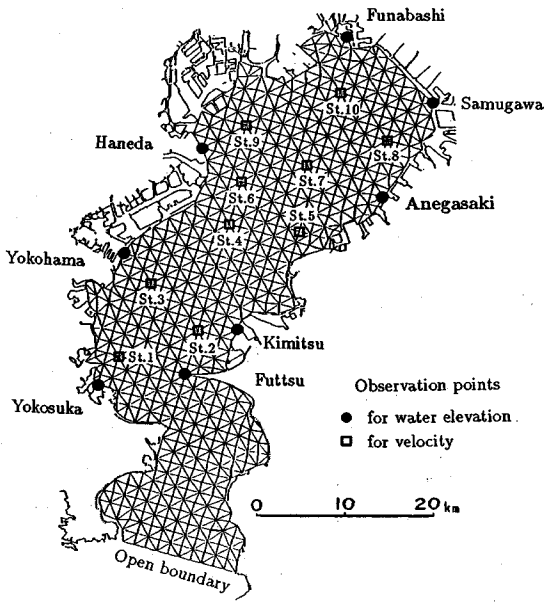 Funabashi
Samugawa
St.10
St.9
Haneda
St.8
St.7
St.6
Anegasaki
St.5
St.4
Yokohama
St.3
Kimitsu
St.2
St.1
Futtsu
Yokosuka
Observation points
for water elevation
for velocity
0 10 20 km
Open boundary